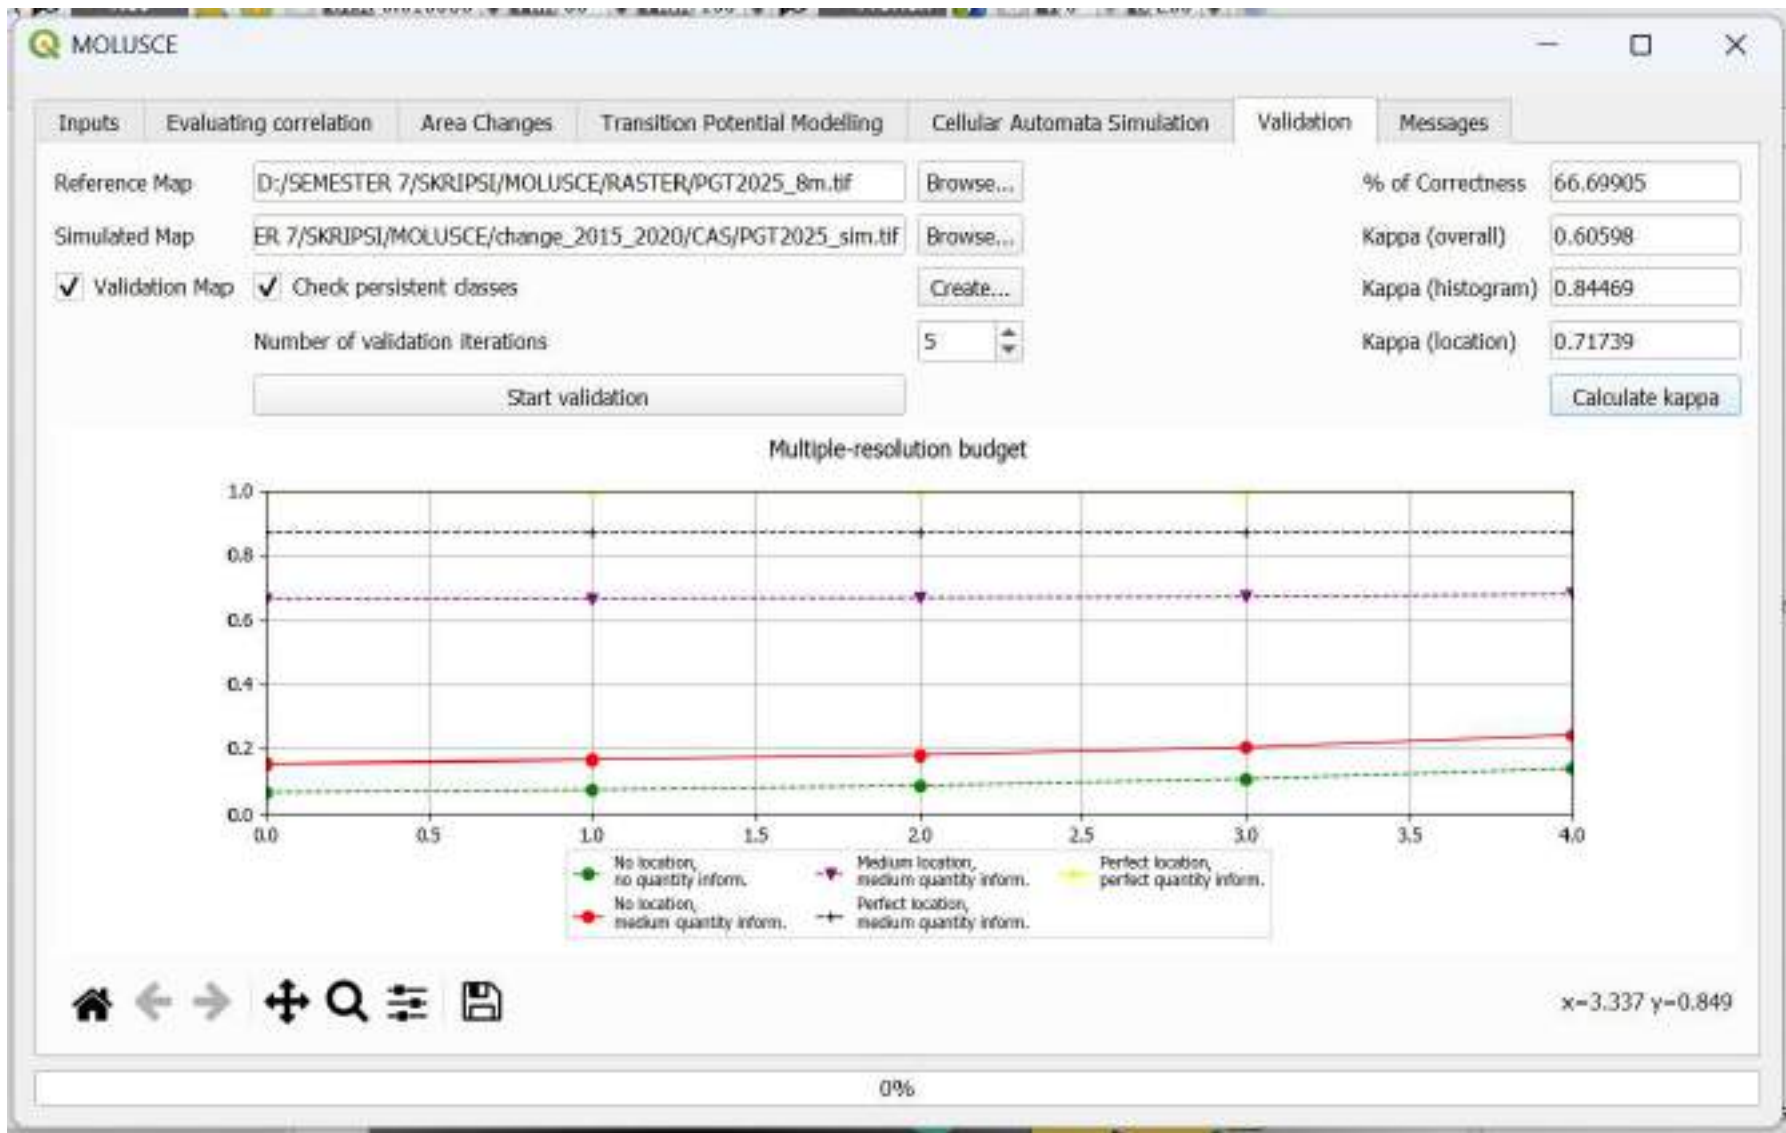 MOLUSCE
Inputs Evaluating correlation Area Changes Transition Potential Modelling Cellular Automata Simulation Validation Messages
Reference Map D:/SEMESTER 7/SKRIPSI/MOLUSCE/RASTER/PGT2025_8m.tif Browse... % of Correctness 66.69905
Simulated Map ER 7/SKRIPSI/MOLUSCE/change_2015_2020/CAS/PGT2025_sim.tif Browse... Kappa (overall) 0.60598
Validation Map Check persistent classes Create... Kappa (histogram) 0.84469
Number of validation iterations 5 Kappa (location) 0.71739
Start validation Calculate kappa
Multiple-resolution budget
1.0
0.8
0.6
0.4
0.2
0.0
0.0 0.5 1.0 1.5 2.0 2.5 3.0 3.5 4.0
No location,
no quantity inform.
No location,
medium quantity inform.
Medium location,
medium quantity inform.
Perfect location,
medium quantity inform.
Perfect location,
perfect quantity inform.
x=3.337 y=0.849
0%